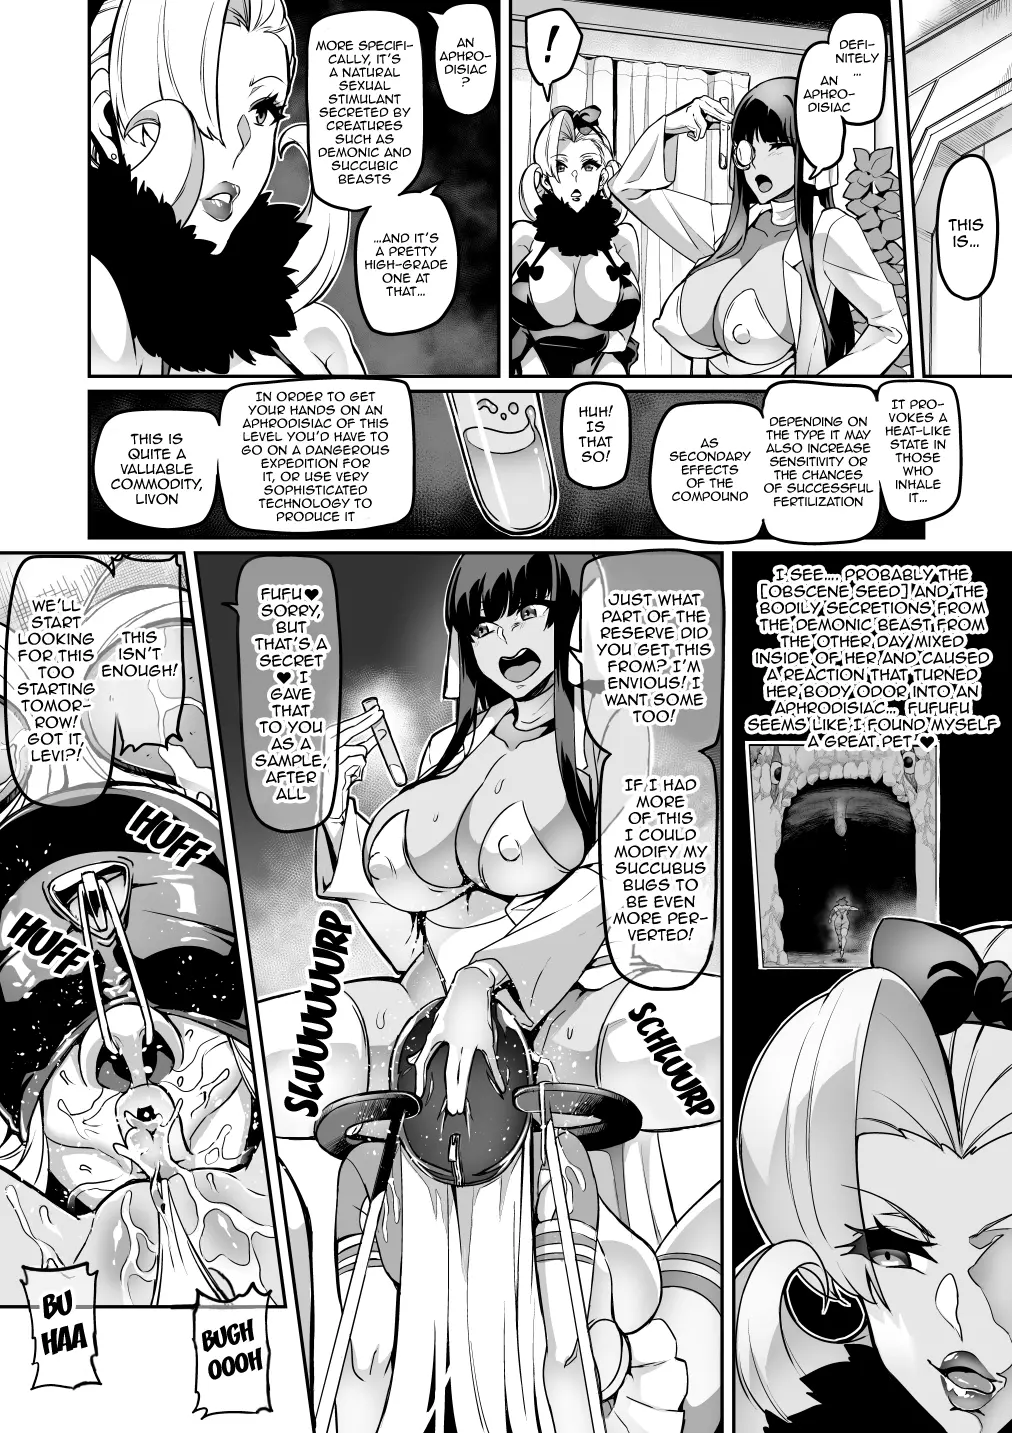 THIS
IS...
DEFI-
NITELY
...
AN
APHRO-
DISIAC
!
AN
APHRO-
DISIAC
?
MORE SPECIFI-
CALLY, IT'S
A NATURAL
SEXUAL
STIMULANT
SECRETED BY
CREATURES
SUCH AS
DEMONIC AND
SUCCUBIC
BEASTS
...AND IT'S
A PRETTY
HIGH-GRADE
ONE AT
THAT...
IT PRO-
VOKES A
HEAT-LIKE
STATE IN
THOSE
WHO
INHALE
IT...
DEPENDING ON
THE TYPE IT MAY
ALSO INCREASE
SENSITIVITY OR
THE CHANCES
OF SUCCESSFUL
FERTILIZATION
AS
SECONDARY
EFFECTS
OF THE
COMPOUND
HUH!
IS
THAT
SO!
IN ORDER TO GET
YOUR HANDS ON AN
APHRODISIAC OF THIS
LEVEL YOU'D HAVE TO
GO ON A DANGEROUS
EXPEDITION FOR
IT, OR USE VERY
SOPHISTICATED
TECHNOLOGY TO
PRODUCE IT
THIS IS
QUITE A
VALUABLE
COMMODITY,
LIVON
I SEE.... PROBABLY THE
[OBSCENE SEED] AND THE
BODILY SECRETIONS FROM
THE DEMONIC BEAST FROM
THE OTHER DAY MIXED
INSIDE OF HER AND CAUSED
A REACTION THAT TURNED
HER BODY ODOR INTO AN
APHRODISIAC... FUFUFU
SEEMS LIKE I FOUND MYSELF
A GREAT PET ♥
JUST WHAT
PART OF THE
RESERVE DID
YOU GET THIS
FROM? I'M
ENVIOUS! I
WANT SOME
TOO!
IF I HAD
MORE
OF THIS
I COULD
MODIFY MY
SUCCUBUS
BUGS TO
BE EVEN
MORE PER-
VERTED!
FUFU♥
SORRY,
BUT
THAT'S A
SECRET
♥ I
GAVE
THAT
TO YOU
AS A
SAMPLE,
AFTER
ALL
SCHLUURP
SLUUUUUURP
THIS
ISN'T
ENOUGH!
WE'LL
START
LOOKING
FOR THIS
TOO
STARTING
TOMOR-
ROW!
GOT IT
LEVI?!
HUFF
HUFF
BUGH
OOOH
BU
HAA